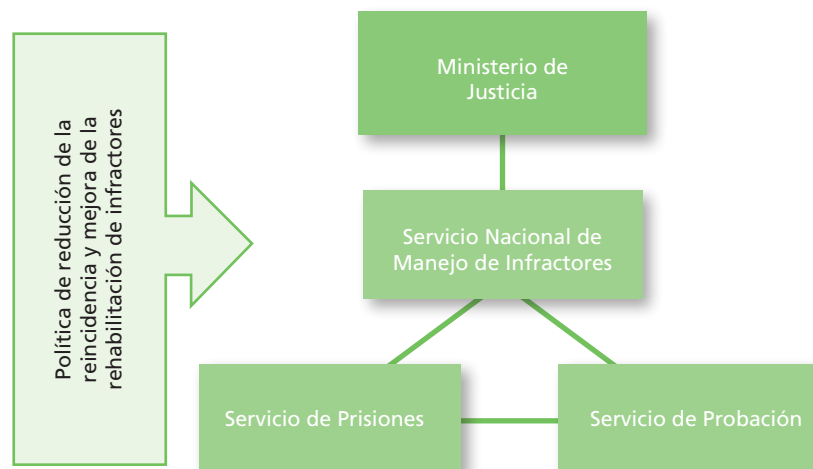 Política de reducción de la
reincidencia y mejora de la
rehabilitación de infractores
Ministerio de
Justicia
Servicio Nacional de
Manejo de Infractores
Servicio de Prisiones
Servicio de Probación